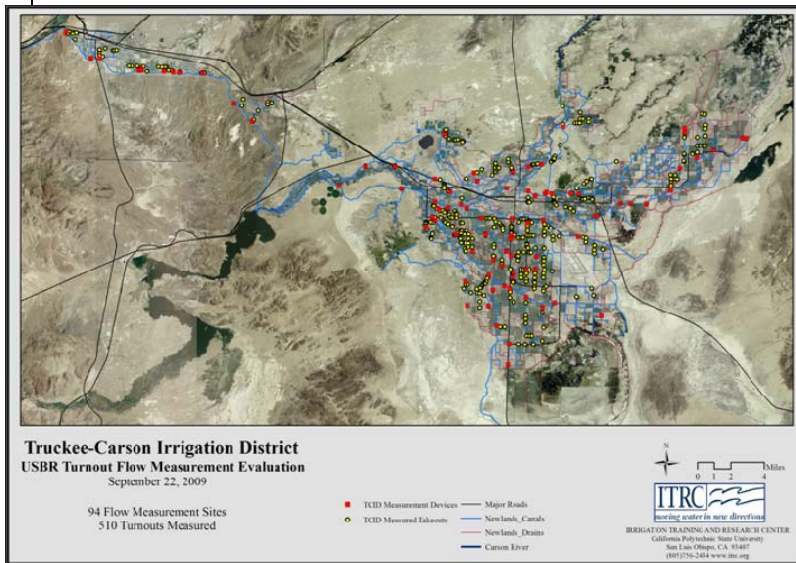 Truckee-Carson Irrigation District
USBR Turnout Flow Measurement Evaluation
September 22, 2009
94 Flow Measurement Sites
510 Turnouts Measured
TCID Measurement Devices
TCID Measured Takeouts
Major Roads
Newlands_Canals
Newlands_Drains
Carson River
N
0 1 2 4 Miles
ITRC
moving water in new directions
IRRIGATION TRAINING AND RESEARCH CENTER
California Polytechnic State University
San Luis Obispo, CA 93407
(805)756-2434 www.itrc.org